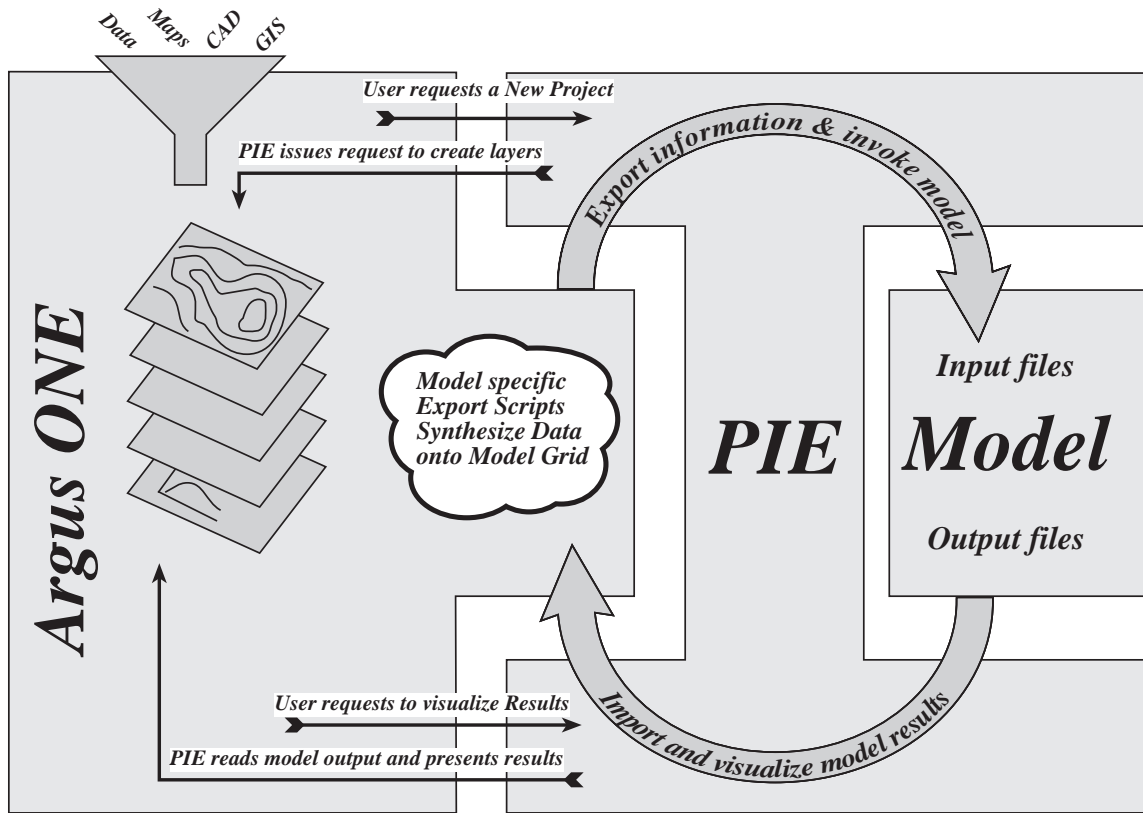 Data Maps CAD GIS
User requests a New Project
PIE issues request to create layers
Export information & invoke model
Argus ONE
Model specific
Export Scripts
Synthesize Data
onto Model Grid
PIE
Input files
Model
Output files
User requests to visualize Results
PIE reads model output and presents results
Import and visualize model results